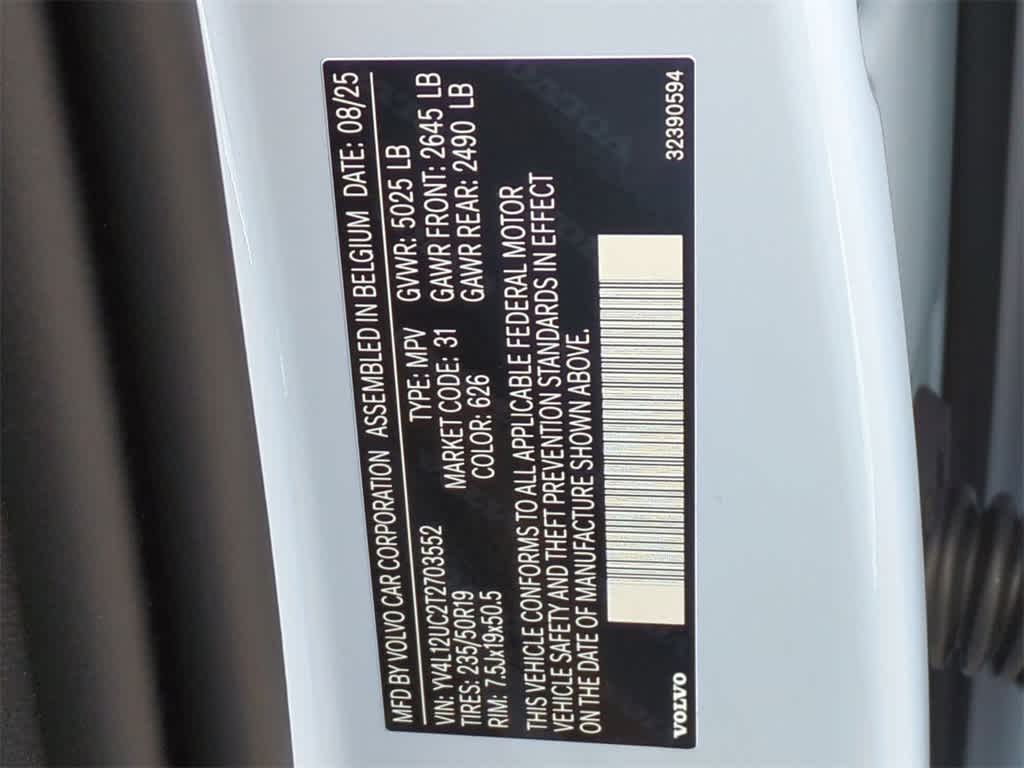 MFD BY VOLVO CAR CORPORATION ASSEMBLED IN BELGIUM DATE: 08/25
VIN: YV4L12UC2T2703552 TYPE: MPV GVWR: 5025 LB
TIRES: 235/50R19 MARKET CODE: 31 GAWR FRONT: 2645 LB
RIM: 7.5Jx19x50.5 COLOR: 626 GAWR REAR: 2490 LB
THIS VEHICLE CONFORMS TO ALL APPLICABLE FEDERAL MOTOR
VEHICLE SAFETY AND THEFT PREVENTION STANDARDS IN EFFECT
ON THE DATE OF MANUFACTURE SHOWN ABOVE.
VOLVO 32390594